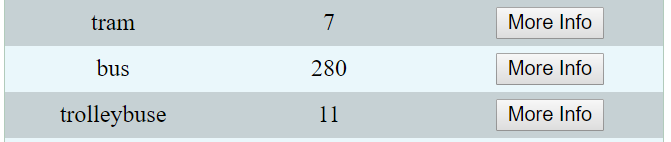 tram 7 More Info
bus 280 More Info
trolleybuse 11 More Info